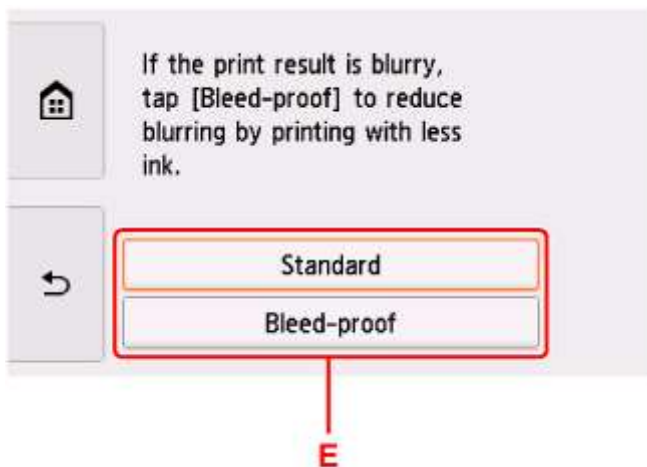 If the print result is blurry,
tap [Bleed-proof] to reduce
blurring by printing with less
ink.
Standard
Bleed-proof
E